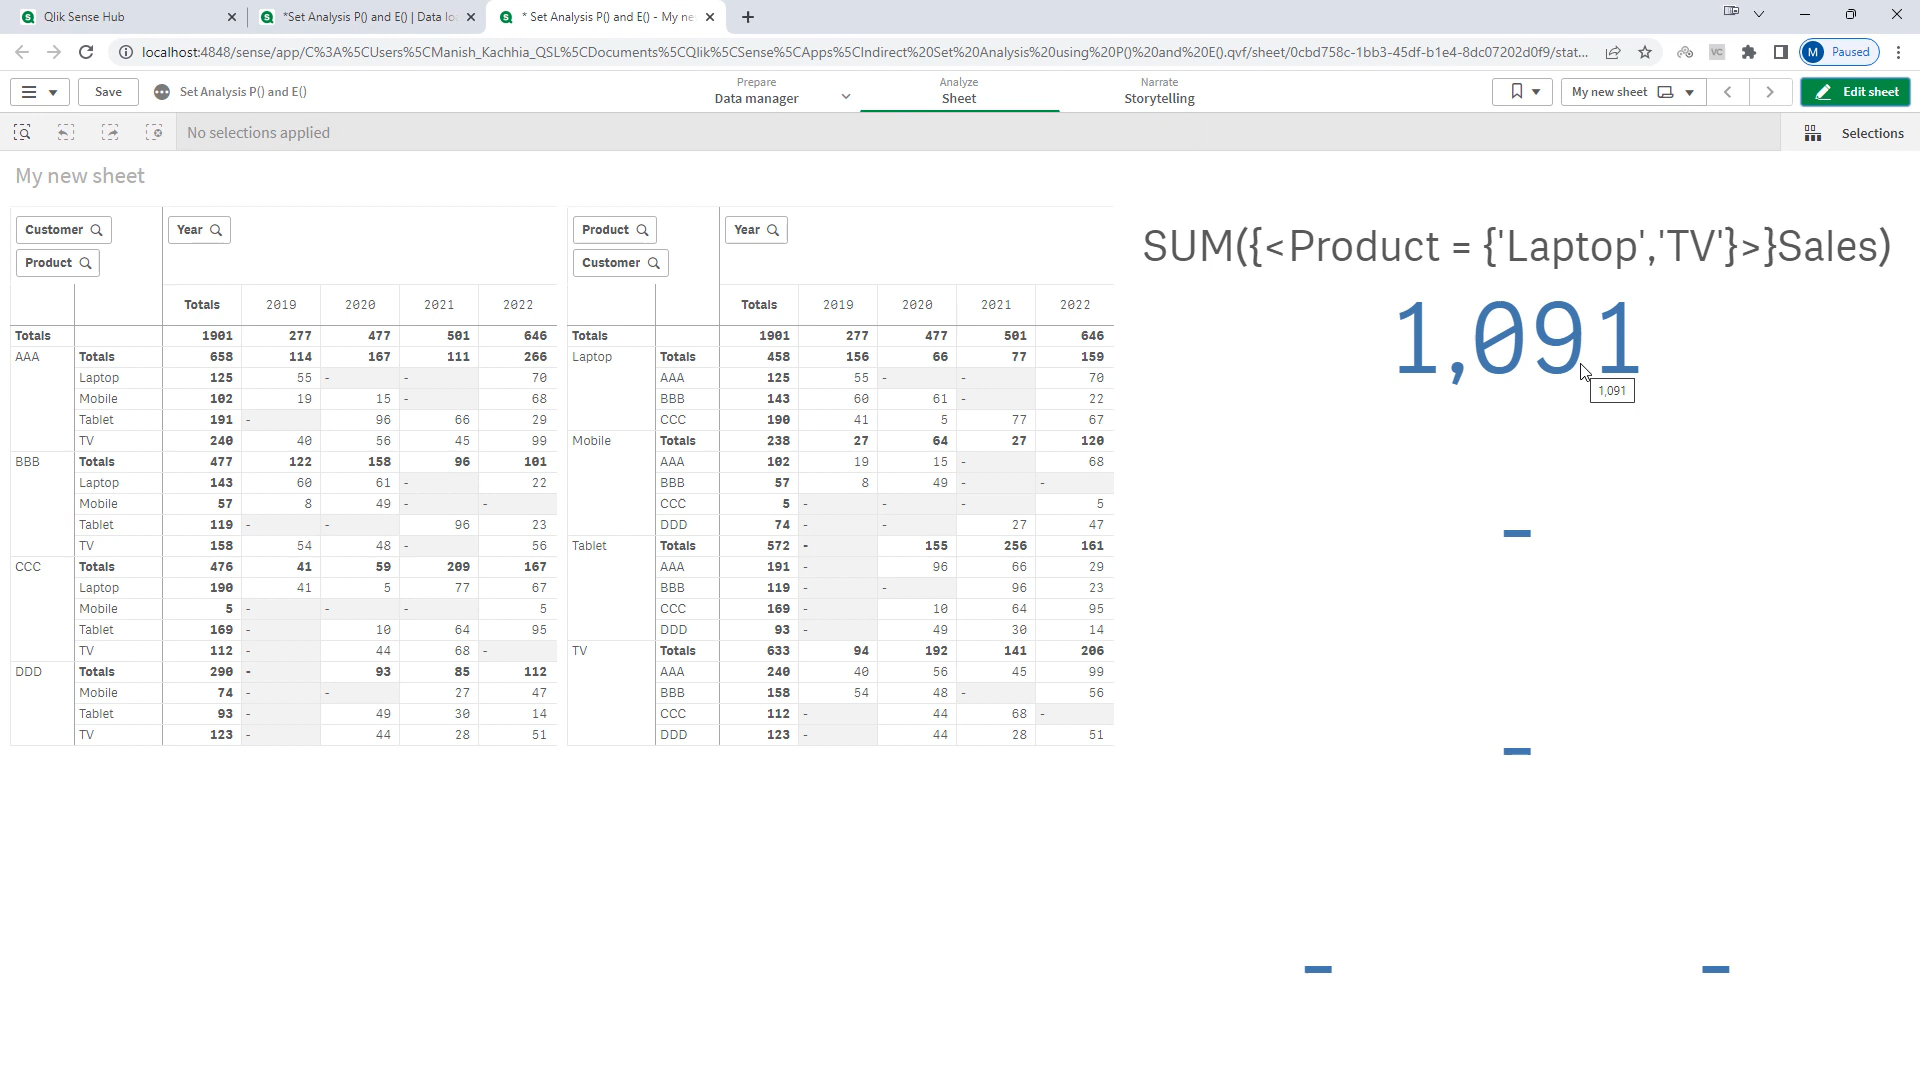 Qlik Sense Hub
*Set Analysis P() and E() | Data lo
* Set Analysis P() and E() - My ne
localhost:4848/sense/app/C%3A%5CUsers%5CManish_Kachhia_QSL%5CDocuments%5CQlik%5CSense%5CApps%5CIndirect%20Set%20Analysis%20using%20P()%20and%20E().qvf/sheet/0cbd758c-1bb3-45df-b1e4-8dc07202d0f9/stat...
VC
M Paused
Save
Set Analysis P() and E()
Prepare
Data manager
Analyze
Sheet
Narrate
Storytelling
My new sheet
Edit sheet
No selections applied
Selections
My new sheet
Customer
Product
Year
Totals 2019 2020 2021 2022
Totals 1901 277 477 501 646
AAA Totals 658 114 167 111 266
Laptop 125 55 - - 70
Mobile 102 19 15 - 68
Tablet 191 - 96 66 29
TV 240 40 56 45 99
BBB Totals 477 122 158 96 101
Laptop 143 60 61 - 22
Mobile 57 8 49 - -
Tablet 119 - - 96 23
TV 158 54 48 - 56
CCC Totals 476 41 59 209 167
Laptop 190 41 5 77 67
Mobile 5 - - - 5
Tablet 169 - 10 64 95
TV 112 - 44 68 -
DDD Totals 290 - 93 85 112
Mobile 74 - - 27 47
Tablet 93 - 49 30 14
TV 123 - 44 28 51
Product
Customer
Year
Totals 2019 2020 2021 2022
Totals 1901 277 477 501 646
Laptop Totals 458 156 66 77 159
AAA 125 55 - - 70
BBB 143 60 61 - 22
CCC 190 41 5 77 67
Mobile Totals 238 27 64 27 120
AAA 102 19 15 - 68
BBB 57 8 49 - -
CCC 5 - - - 5
DDD 74 - - 27 47
Tablet Totals 572 - 155 256 161
AAA 191 - 96 66 29
BBB 119 - - 96 23
CCC 169 - 10 64 95
DDD 93 - 49 30 14
TV Totals 633 94 192 141 206
AAA 240 40 56 45 99
BBB 158 54 48 - 56
CCC 112 - 44 68 -
DDD 123 - 44 28 51
SUM({<Product = {'Laptop','TV'}>}Sales)
1,091
1,091
-
-
- -